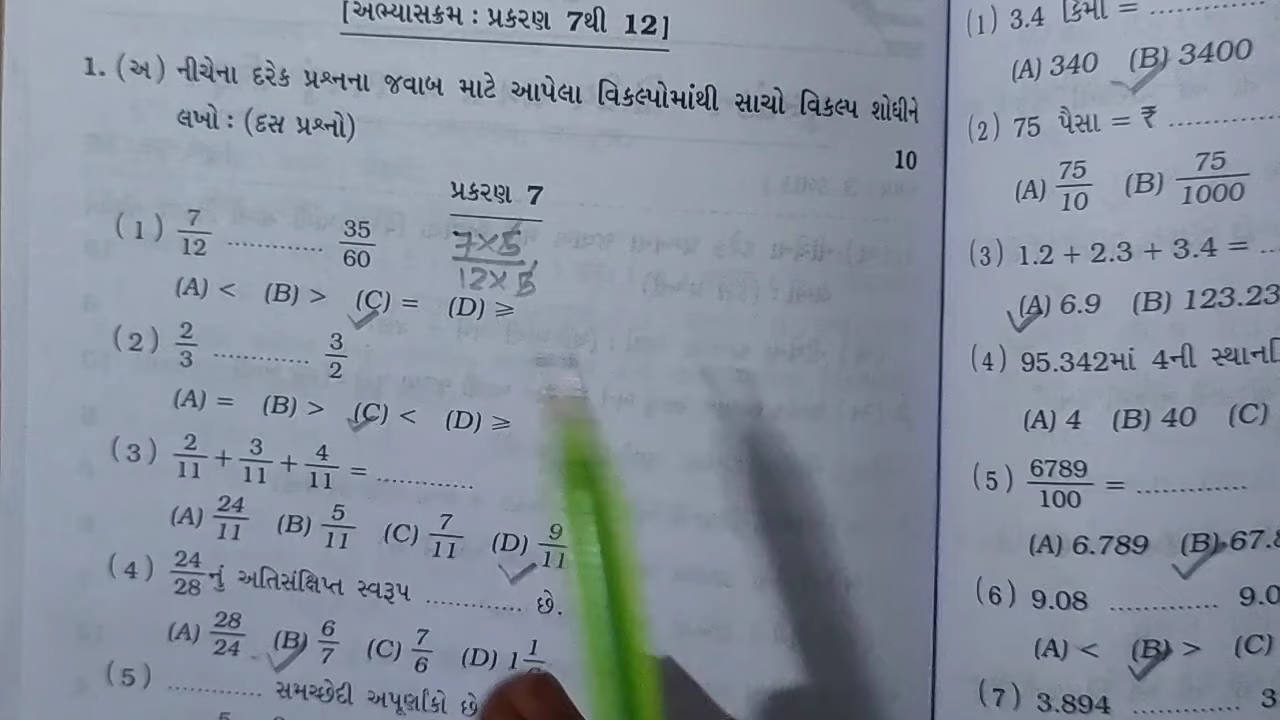 [અભ્યાસક્રમ : પ્રકરણ 7થી 12]
1. (અ) નીચેના દરેક પ્રશ્નના જવાબ માટે આપેલા વિકલ્પોમાંથી સાચો વિકલ્પ શોધીને
લખો : (દસ પ્રશ્નો)
10
પ્રકરણ 7
(1) 7/12 ............ 35/60
7×5/12×5
(A) < (B) > (C) = (D) ≥
(2) 2/3 ............ 3/2
(A) = (B) > (C) < (D) ≥
(3) 2/11 + 3/11 + 4/11 = ............
(A) 24/11 (B) 5/11 (C) 7/11 (D) 9/11
(4) 24/28નું અતિસંક્ષિપ્ત સ્વરૂપ ............ છે.
(A) 28/24 (B) 6/7 (C) 7/6 (D)
(5) ............ સમચ્છેદી અપૂર્ણાંકો છે
(1) 3.4 કિમી = ............
(A) 340 (B) 3400
(2) 75 પૈસા = ₹ ............
(A) 75/10 (B) 75/1000
(3) 1.2 + 2.3 + 3.4 = ..
(A) 6.9 (B) 123.23
(4) 95.342માં 4ની
(A) 4 (B) 40 (C)
(5) 6789/100 = ............
(A) 6.789 (B) 67.8
(6) 9.08 ............ 9.0
(A) < (B) > (C)
(7) 3.894 ............ 3